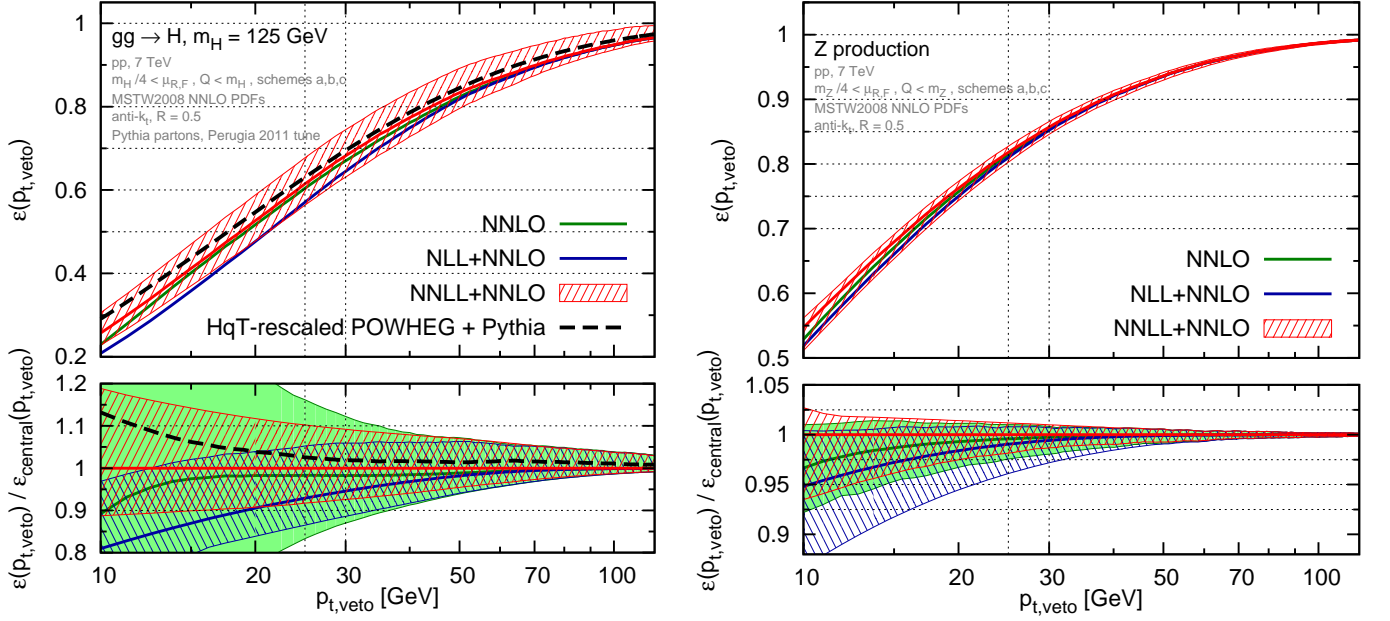 gg → H, m_H = 125 GeV
pp, 7 TeV
m_H /4 < μ_R,F , Q < m_H , schemes a,b,c
MSTW2008 NNLO PDFs
anti-k_t, R = 0.5
Pythia partons, Perugia 2011 tune
ε(p_t,veto)
1
0.8
0.6
0.4
0.2
NNLO
NLL+NNLO
NNLL+NNLO
HqT-rescaled POWHEG + Pythia
ε(p_t,veto) / ε_central(p_t,veto)
1.2
1.1
1
0.9
0.8
10 20 30 50 70 100
p_t,veto [GeV]
Z production
pp, 7 TeV
m_Z /4 < μ_R,F , Q < m_Z , schemes a,b,c
MSTW2008 NNLO PDFs
anti-k_t, R = 0.5
ε(p_t,veto)
1
0.9
0.8
0.7
0.6
0.5
NNLO
NLL+NNLO
NNLL+NNLO
ε(p_t,veto) / ε_central(p_t,veto)
1.05
1
0.95
0.9
10 20 30 50 70 100
p_t,veto [GeV]